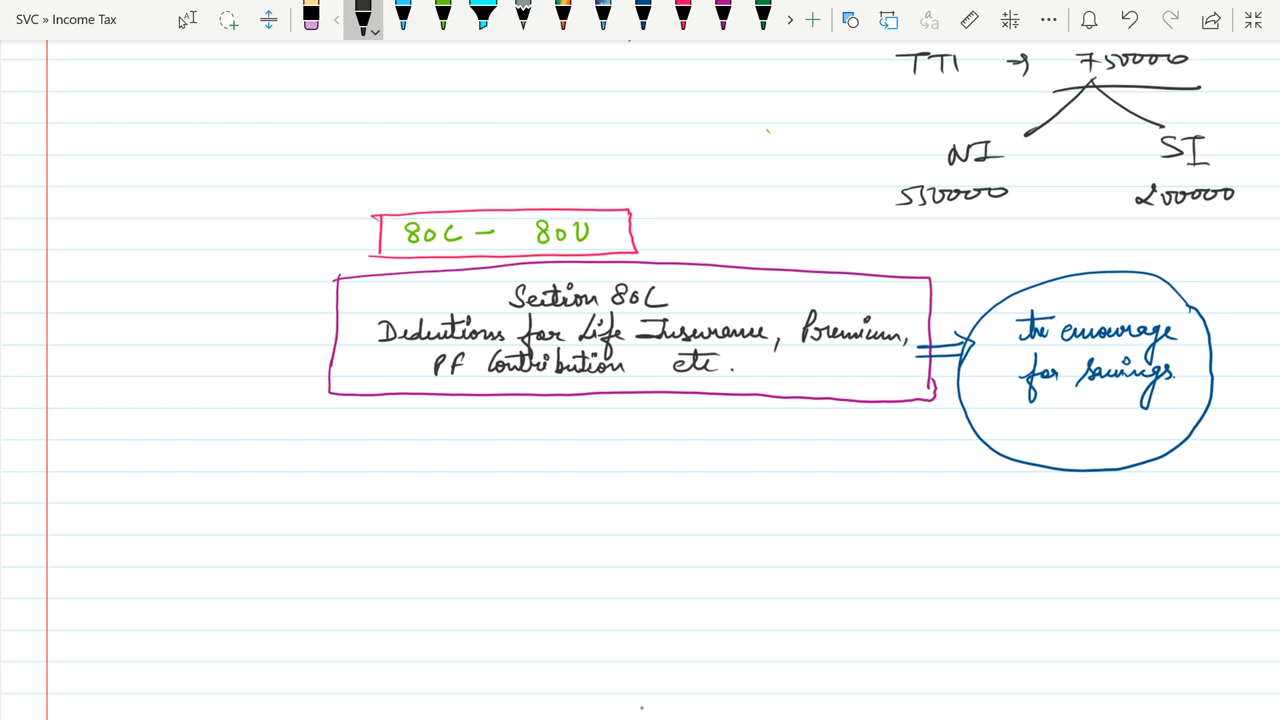 SVC » Income Tax
TTI → 750000
NI SI
550000 200000
80C - 80U
Section 80C
Deductions for Life Insurance, Premium,
PF Contribution etc.
the encourage
for savings.